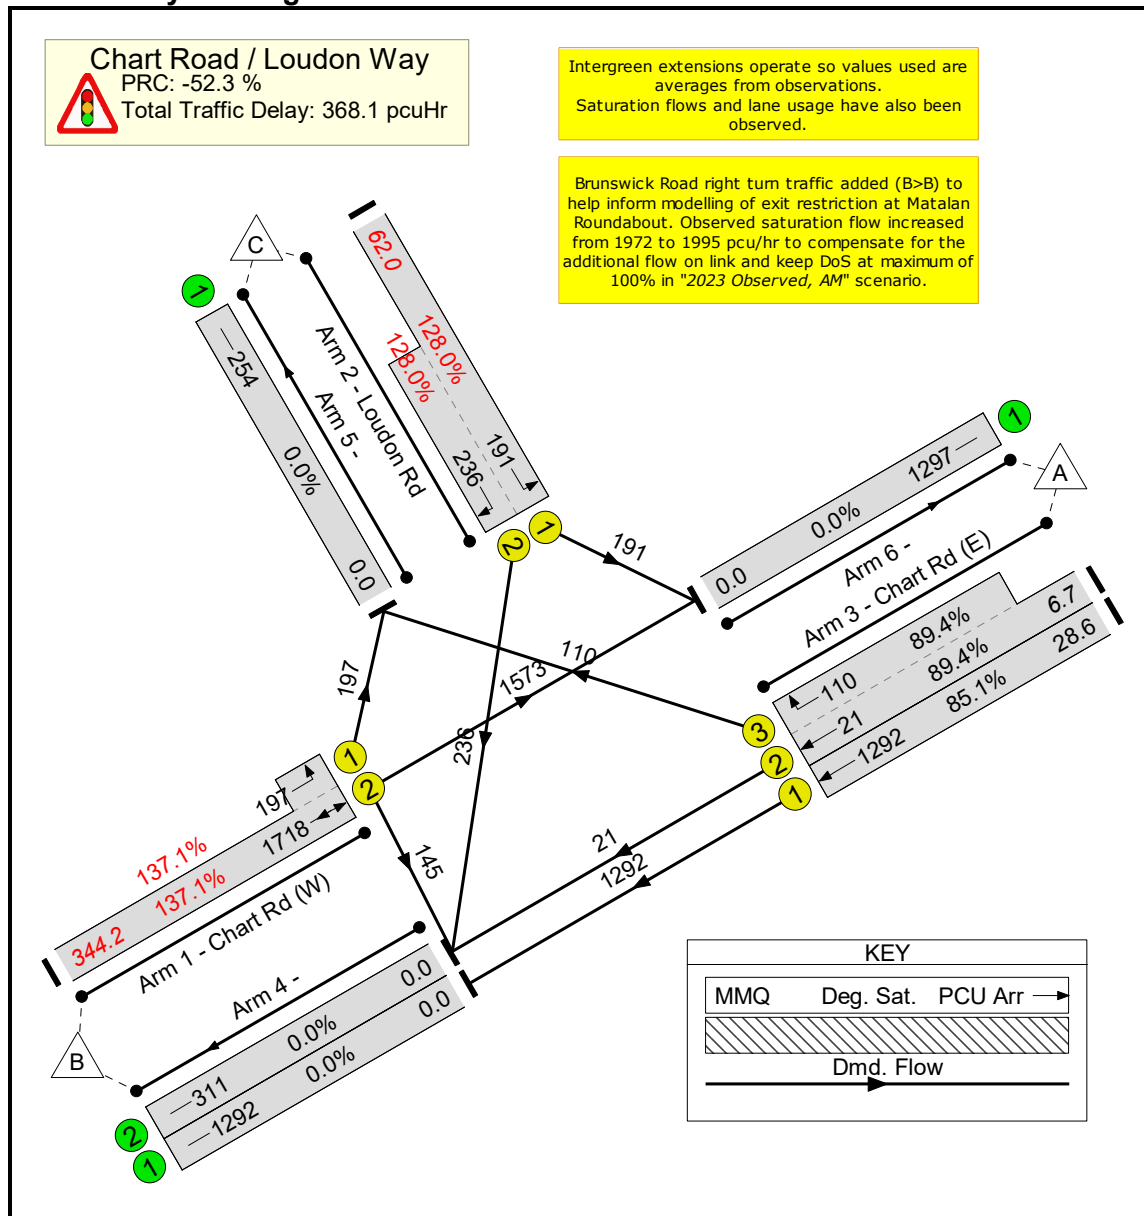 Chart Road / Loudon Way
PRC: -52.3 %
Total Traffic Delay: 368.1 pcuHr
Intergreen extensions operate so values used are
averages from observations.
Saturation flows and lane usage have also been
observed.
Brunswick Road right turn traffic added (B>B) to
help inform modelling of exit restriction at Matalan
Roundabout. Observed saturation flow increased
from 1972 to 1995 pcu/hr to compensate for the
additional flow on link and keep DoS at maximum of
100% in "2023 Observed, AM" scenario.
C
1
254
0.0%
0.0
Arm 5 -
Arm 2 - Loudon Rd
62.0
128.0%
128.0%
191
236
1
2
191
A
1
1297
0.0%
0.0
Arm 6 -
Arm 3 - Chart Rd (E)
89.4%
110
6.7
89.4%
21
28.6
85.1%
1292
3
2
1
110
1573
236
197
1
2
197
1718
137.1%
137.1%
344.2
Arm 1 - Chart Rd (W)
145
21
1292
Arm 4 -
B
0.0
0.0%
311
0.0
0.0%
1292
2
1
KEY
MMQ Deg. Sat. PCU Arr
Dmd. Flow